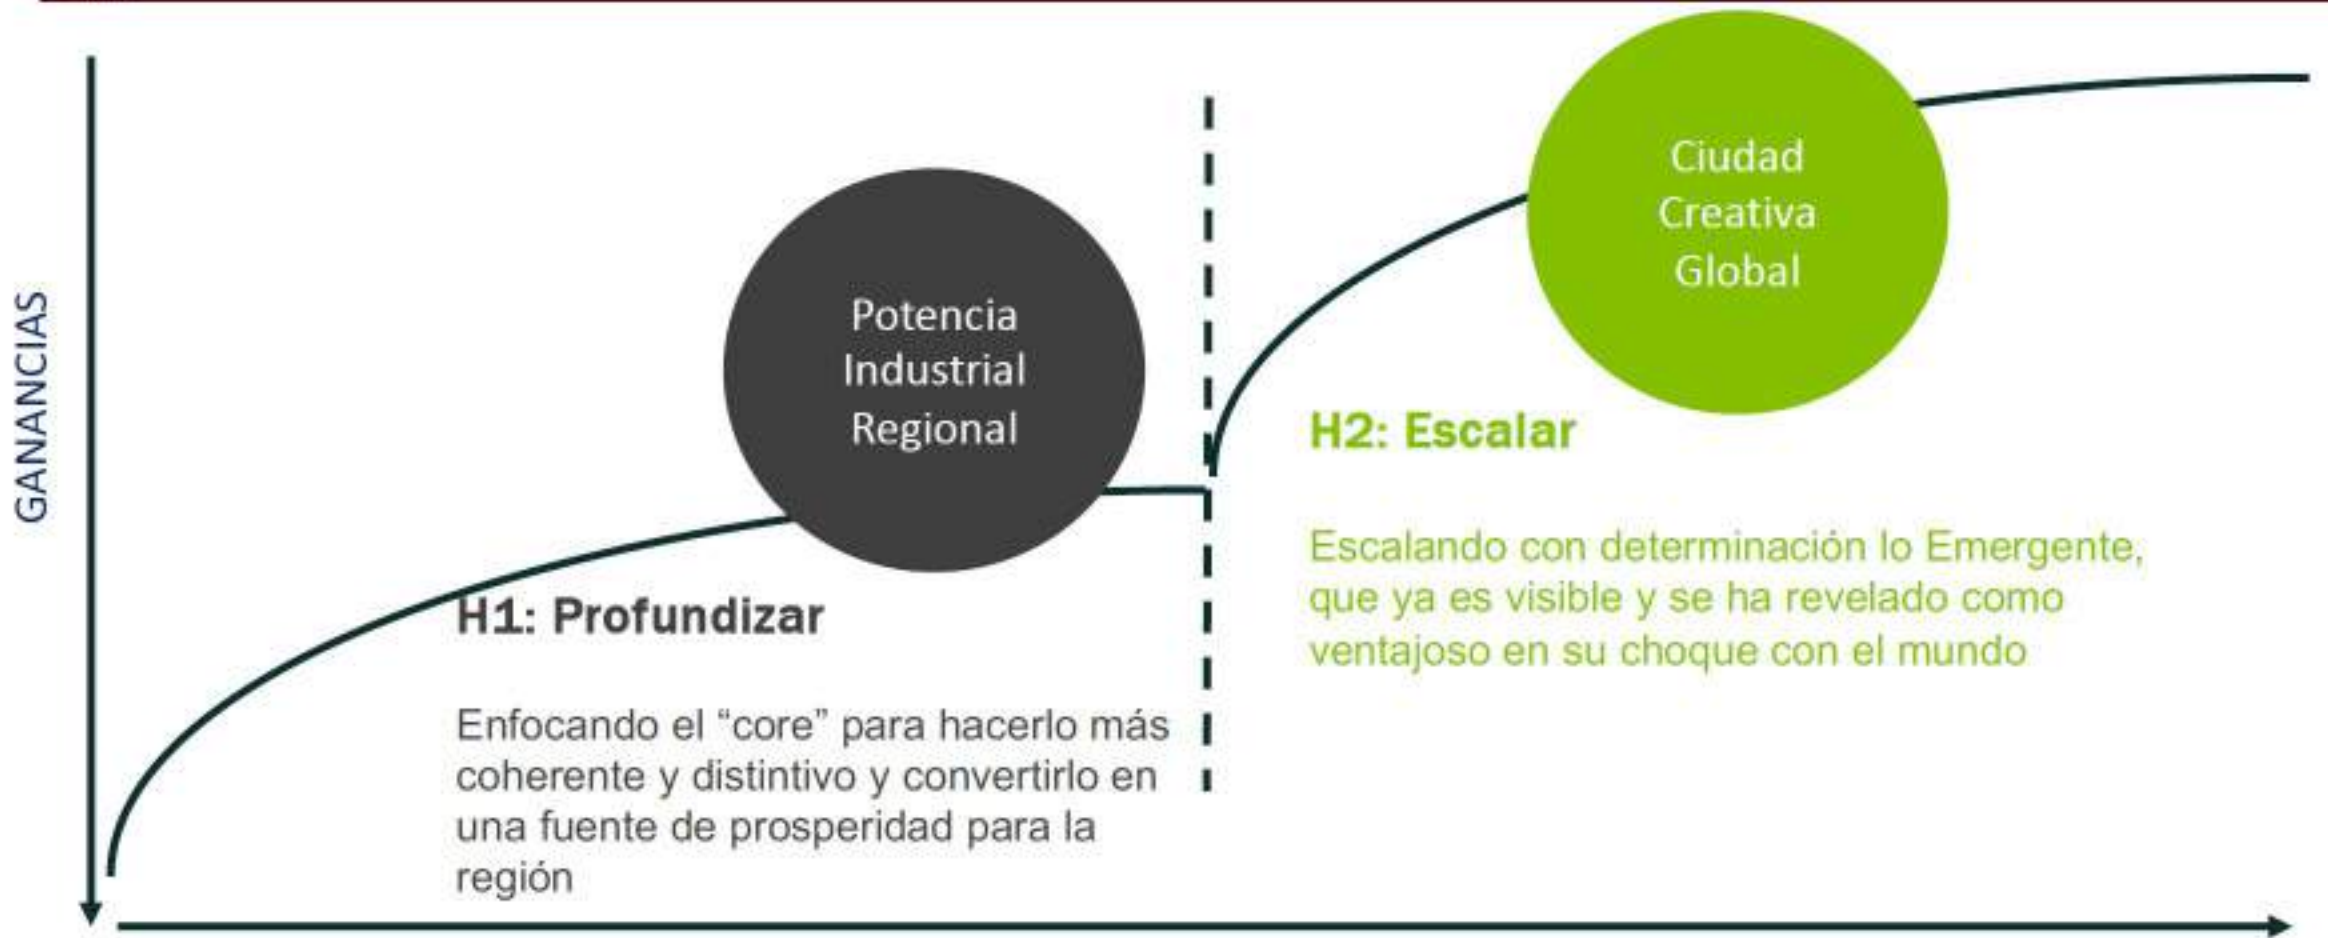 GANANCIAS
Potencia
Industrial
Regional
H1: Profundizar
Enfocando el “core” para hacerlo más
coherente y distintivo y convertirlo en
una fuente de prosperidad para la
región
Ciudad
Creativa
Global
H2: Escalar
Escalando con determinación lo Emergente,
que ya es visible y se ha revelado como
ventajoso en su choque con el mundo